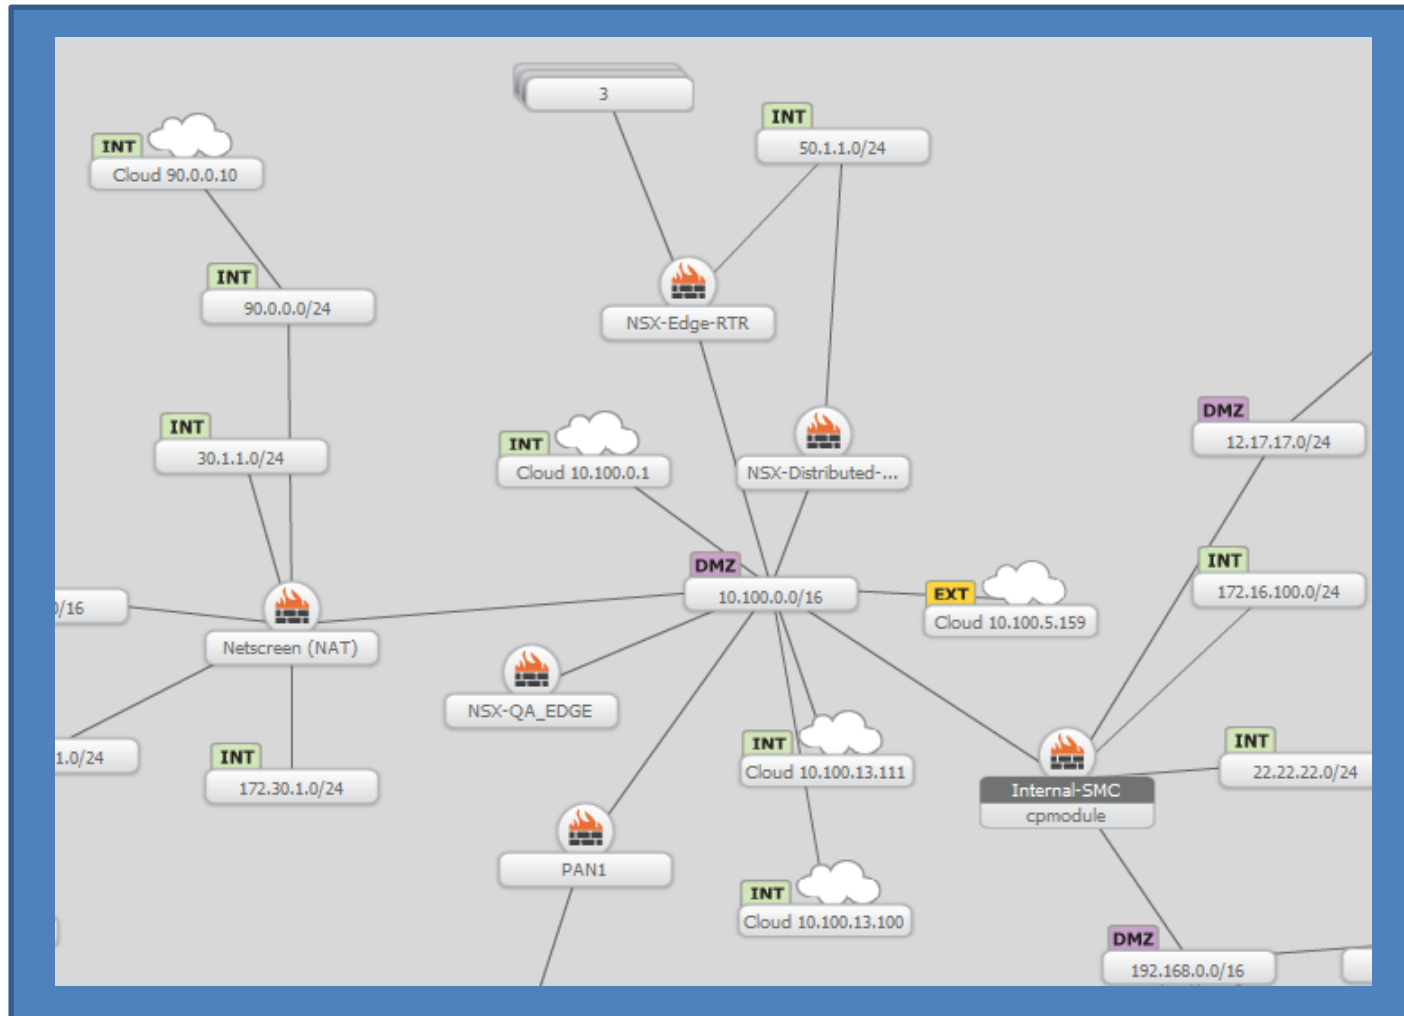 3
INT
50.1.1.0/24
INT
Cloud 90.0.0.10
INT
90.0.0.0/24
NSX-Edge-RTR
DMZ
12.17.17.0/24
INT
30.1.1.0/24
INT
Cloud 10.100.0.1
NSX-Distributed-...
INT
172.16.100.0/24
DMZ
10.100.0.0/16
EXT
Cloud 10.100.5.159
0/16
Netscreen (NAT)
NSX-QA_EDGE
1.0/24
INT
172.30.1.0/24
INT
Cloud 10.100.13.111
INT
22.22.22.0/24
Internal-SMC
cpmodule
PAN1
INT
Cloud 10.100.13.100
DMZ
192.168.0.0/16